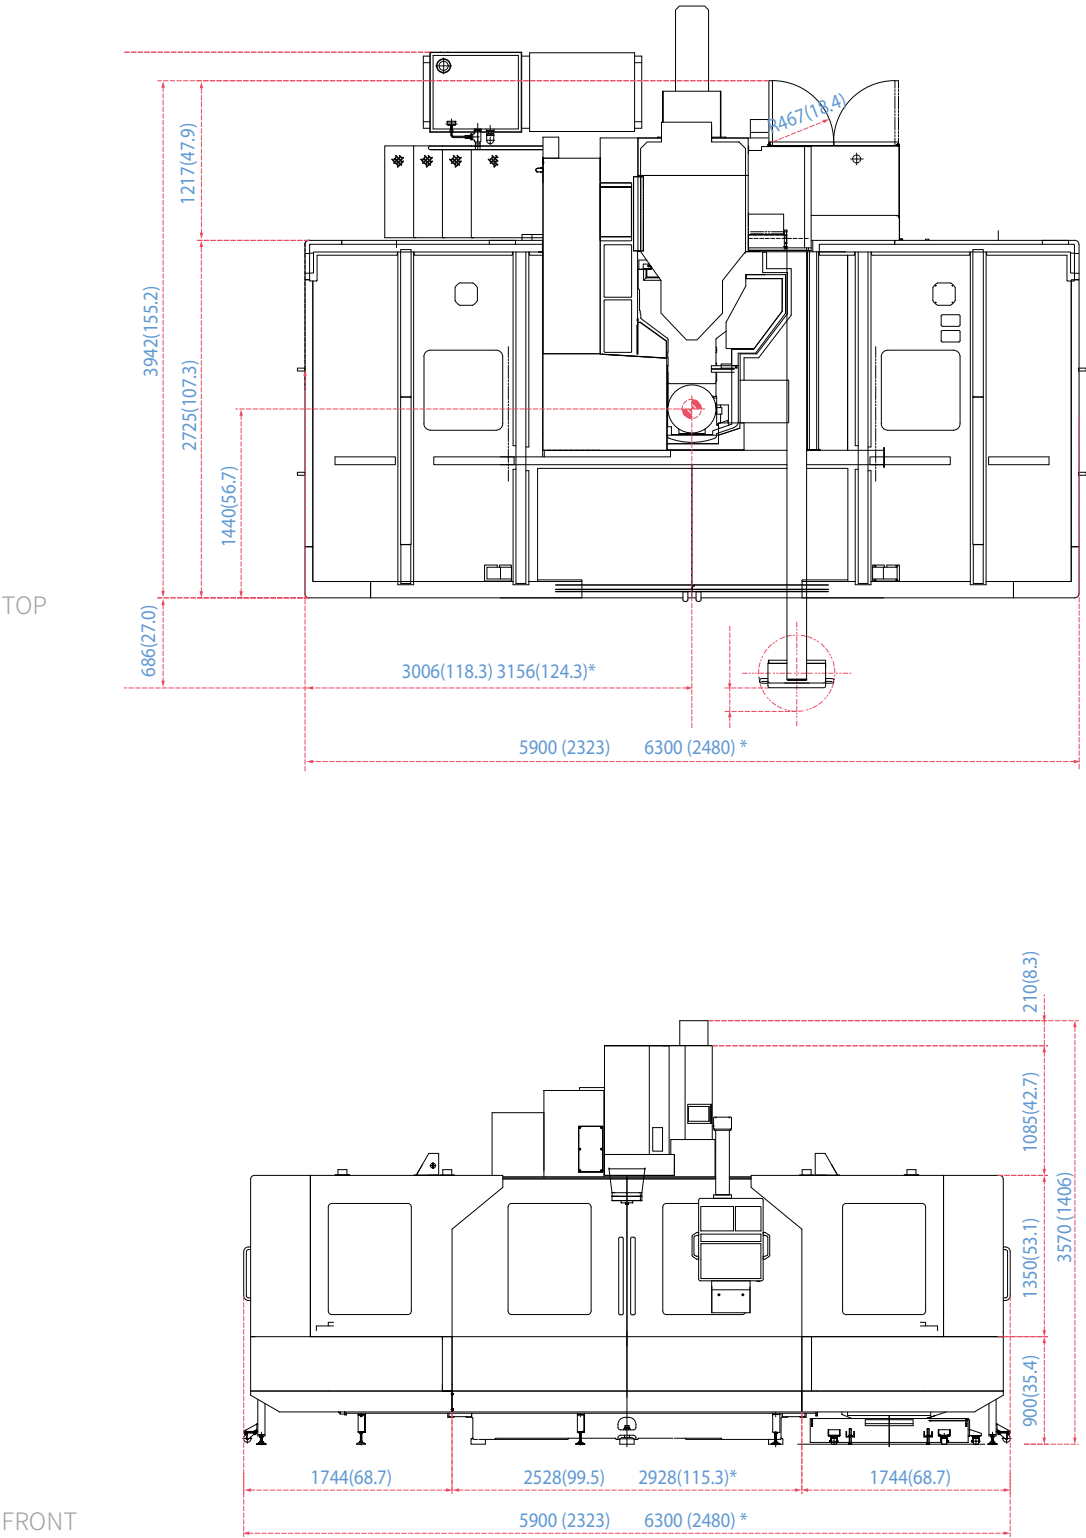 R467(18.4)
1217(47.9)
3942(155.2)
2725(107.3)
1440(56.7)
TOP
686(27.0)
3006(118.3) 3156(124.3)*
5900 (2323) 6300 (2480) *
210(8.3)
1085(42.7)
3570 (1406)
1350(53.1)
900(35.4)
1744(68.7) 2528(99.5) 2928(115.3)* 1744(68.7)
FRONT
5900 (2323) 6300 (2480) *